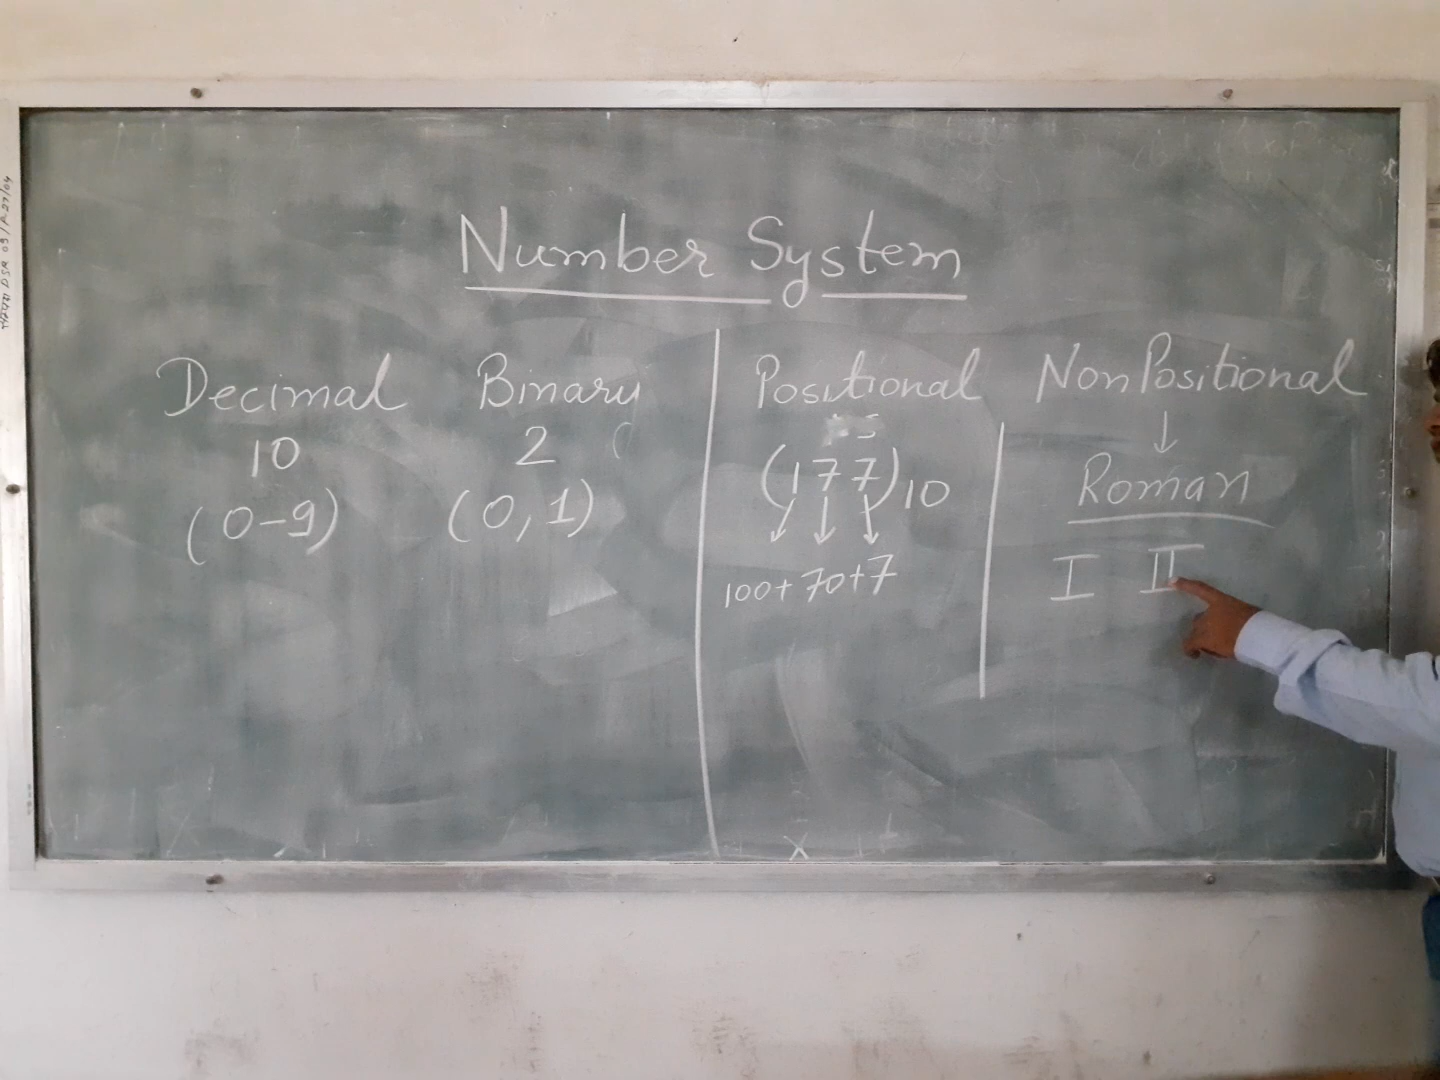 Number System
Decimal Binary
10 2
(0-9) (0,1)
Positional
(177)10
100+70+7
Non Positional
↓
Roman
I II